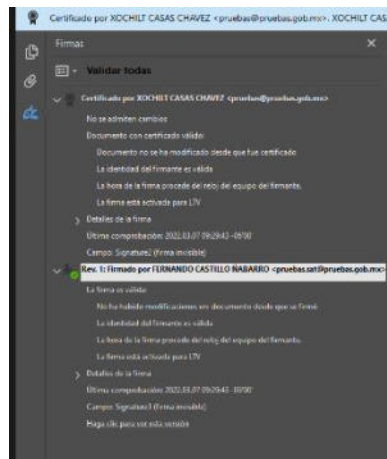 Certificado por XOCHILT CASAS CHAVEZ <pruebas@pruebas.gob.mx>. XOCHILT CAS
Firmas
Validar todas
Certificado por XOCHILT CASAS CHAVEZ <pruebas@pruebas.gob.mx>
No se admiten cambios
Documento con certificado válido:
Documento no se ha modificado desde que fue certificado
La identidad del firmante es válida
La hora de la firma procede del reloj del equipo del firmante.
La firma está activada para LTV
Detalles de la firma
Última comprobación: 2022.03.07 09:29:43 -06'00'
Campo: Signature2 (firma invisible)
Rev. 1: Firmado por FERNANDO CASTILLO ÑABARRO <pruebas.sat@pruebas.gob.mx>
La firma es válida:
No ha habido modificaciones en: documento desde que se firmó
La identidad del firmante es válida
La hora de la firma procede del reloj del equipo del firmante.
La firma está activada para LTV
Detalles de la firma
Última comprobación: 2022.03.07 09:29:43 -06'00'
Campo: Signature3 (firma invisible)
Haga clic para ver esta versión